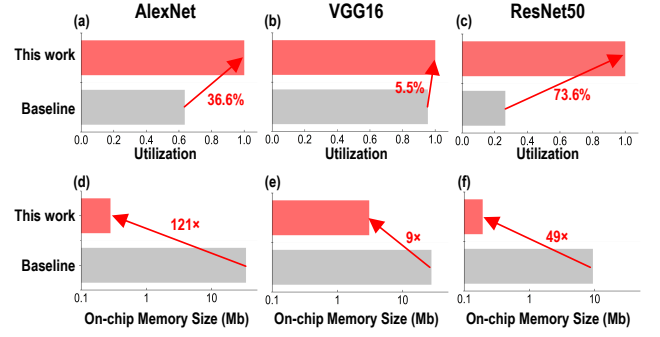 AlexNet VGG16 ResNet50
(a) (b) (c)
This work
Baseline
36.6% 5.5% 73.6%
0.0 0.2 0.4 0.6 0.8 1.0 0.0 0.2 0.4 0.6 0.8 1.0 0.0 0.2 0.4 0.6 0.8 1.0
Utilization Utilization Utilization
(d) (e) (f)
This work
Baseline
121× 9× 49×
0.1 1 10 0.1 1 10 0.1 1 10
On-chip Memory Size (Mb) On-chip Memory Size (Mb) On-chip Memory Size (Mb)